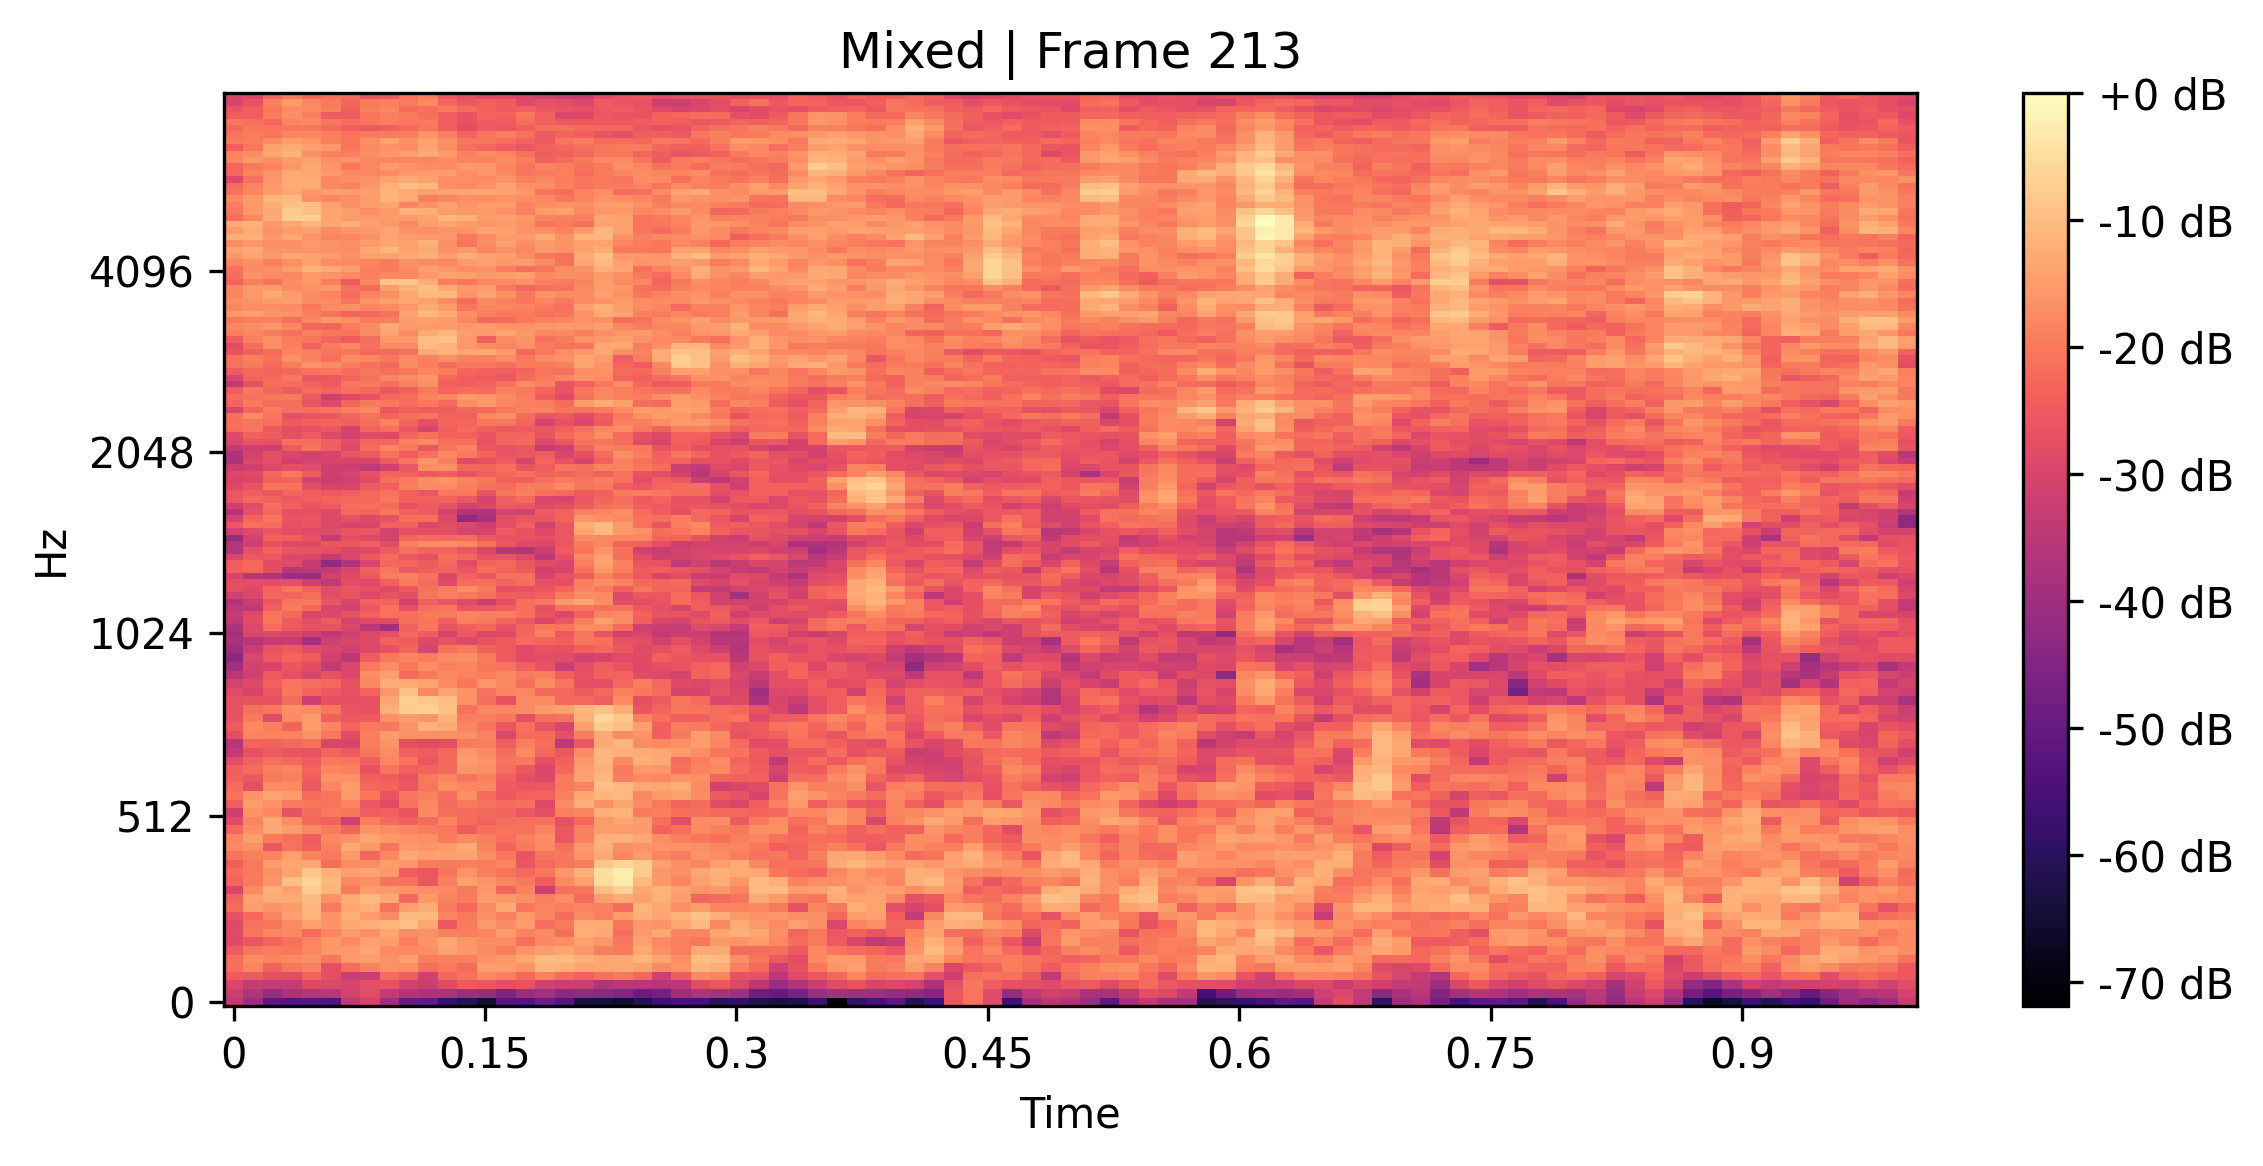 Mixed | Frame 213
+0 dB
-10 dB
-20 dB
-30 dB
-40 dB
-50 dB
-60 dB
-70 dB
Hz
4096
2048
1024
512
0
0 0.15 0.3 0.45 0.6 0.75 0.9
Time